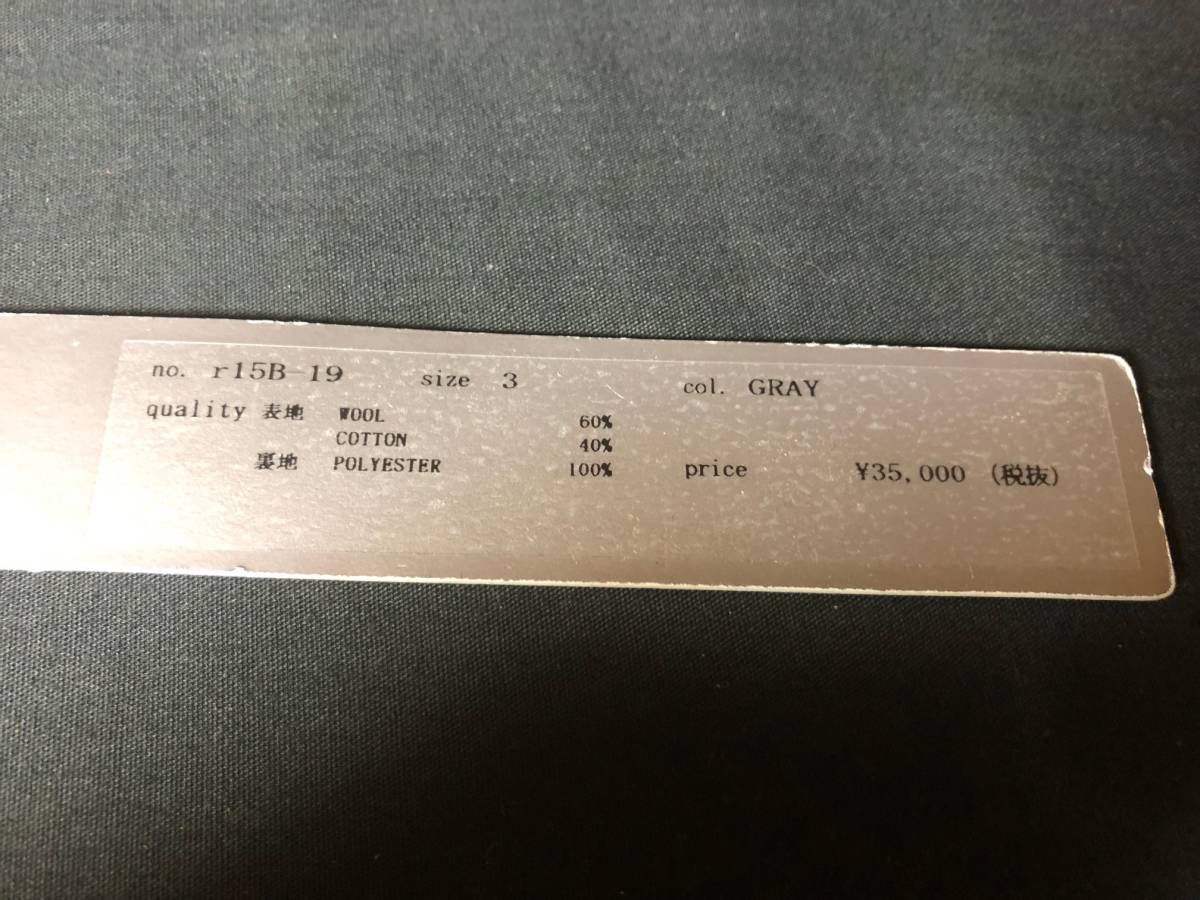 no. r15B-19 size 3 col. GRAY
quality 表地 WOOL 60%
COTTON 40%
裏地 POLYESTER 100% price ¥35,000 (税抜)